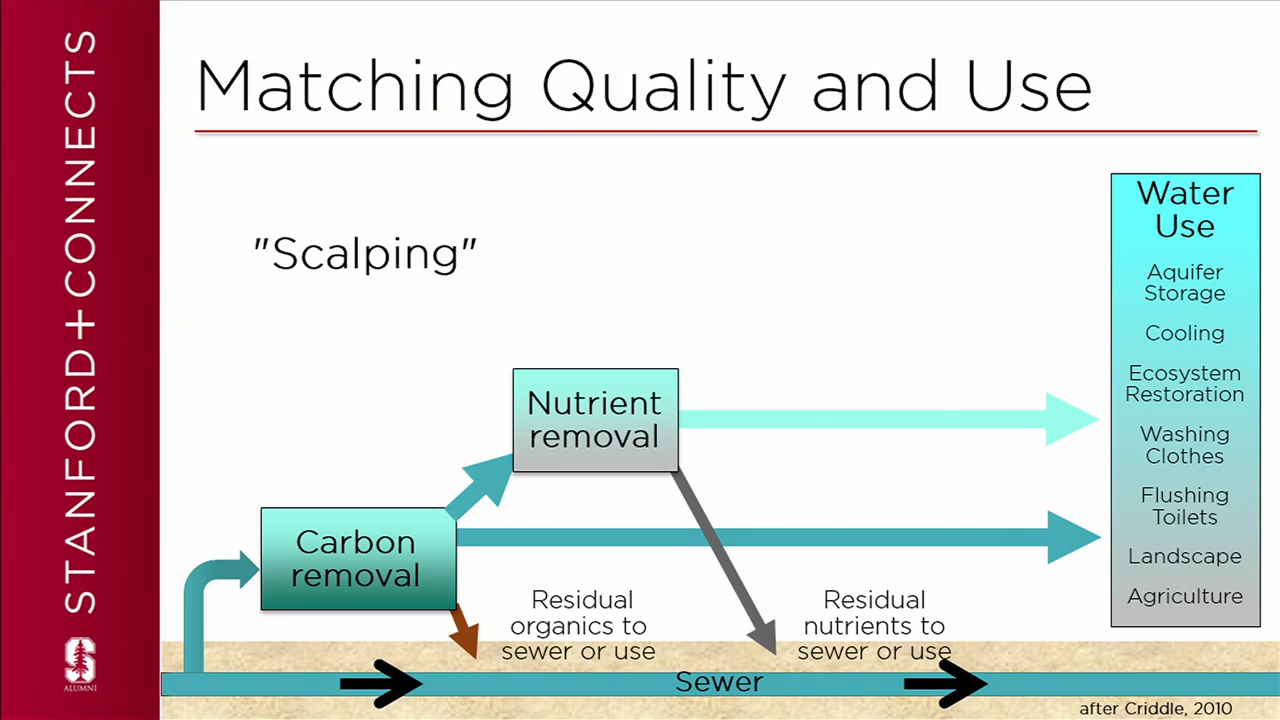 STANFORD+CONNECTS
S
ALUMNI
Matching Quality and Use
"Scalping"
Water
Use
Aquifer
Storage
Cooling
Ecosystem
Restoration
Washing
Clothes
Flushing
Toilets
Landscape
Agriculture
Nutrient
removal
Carbon
removal
Residual
organics to
sewer or use
Residual
nutrients to
sewer or use
Sewer
after Criddle, 2010